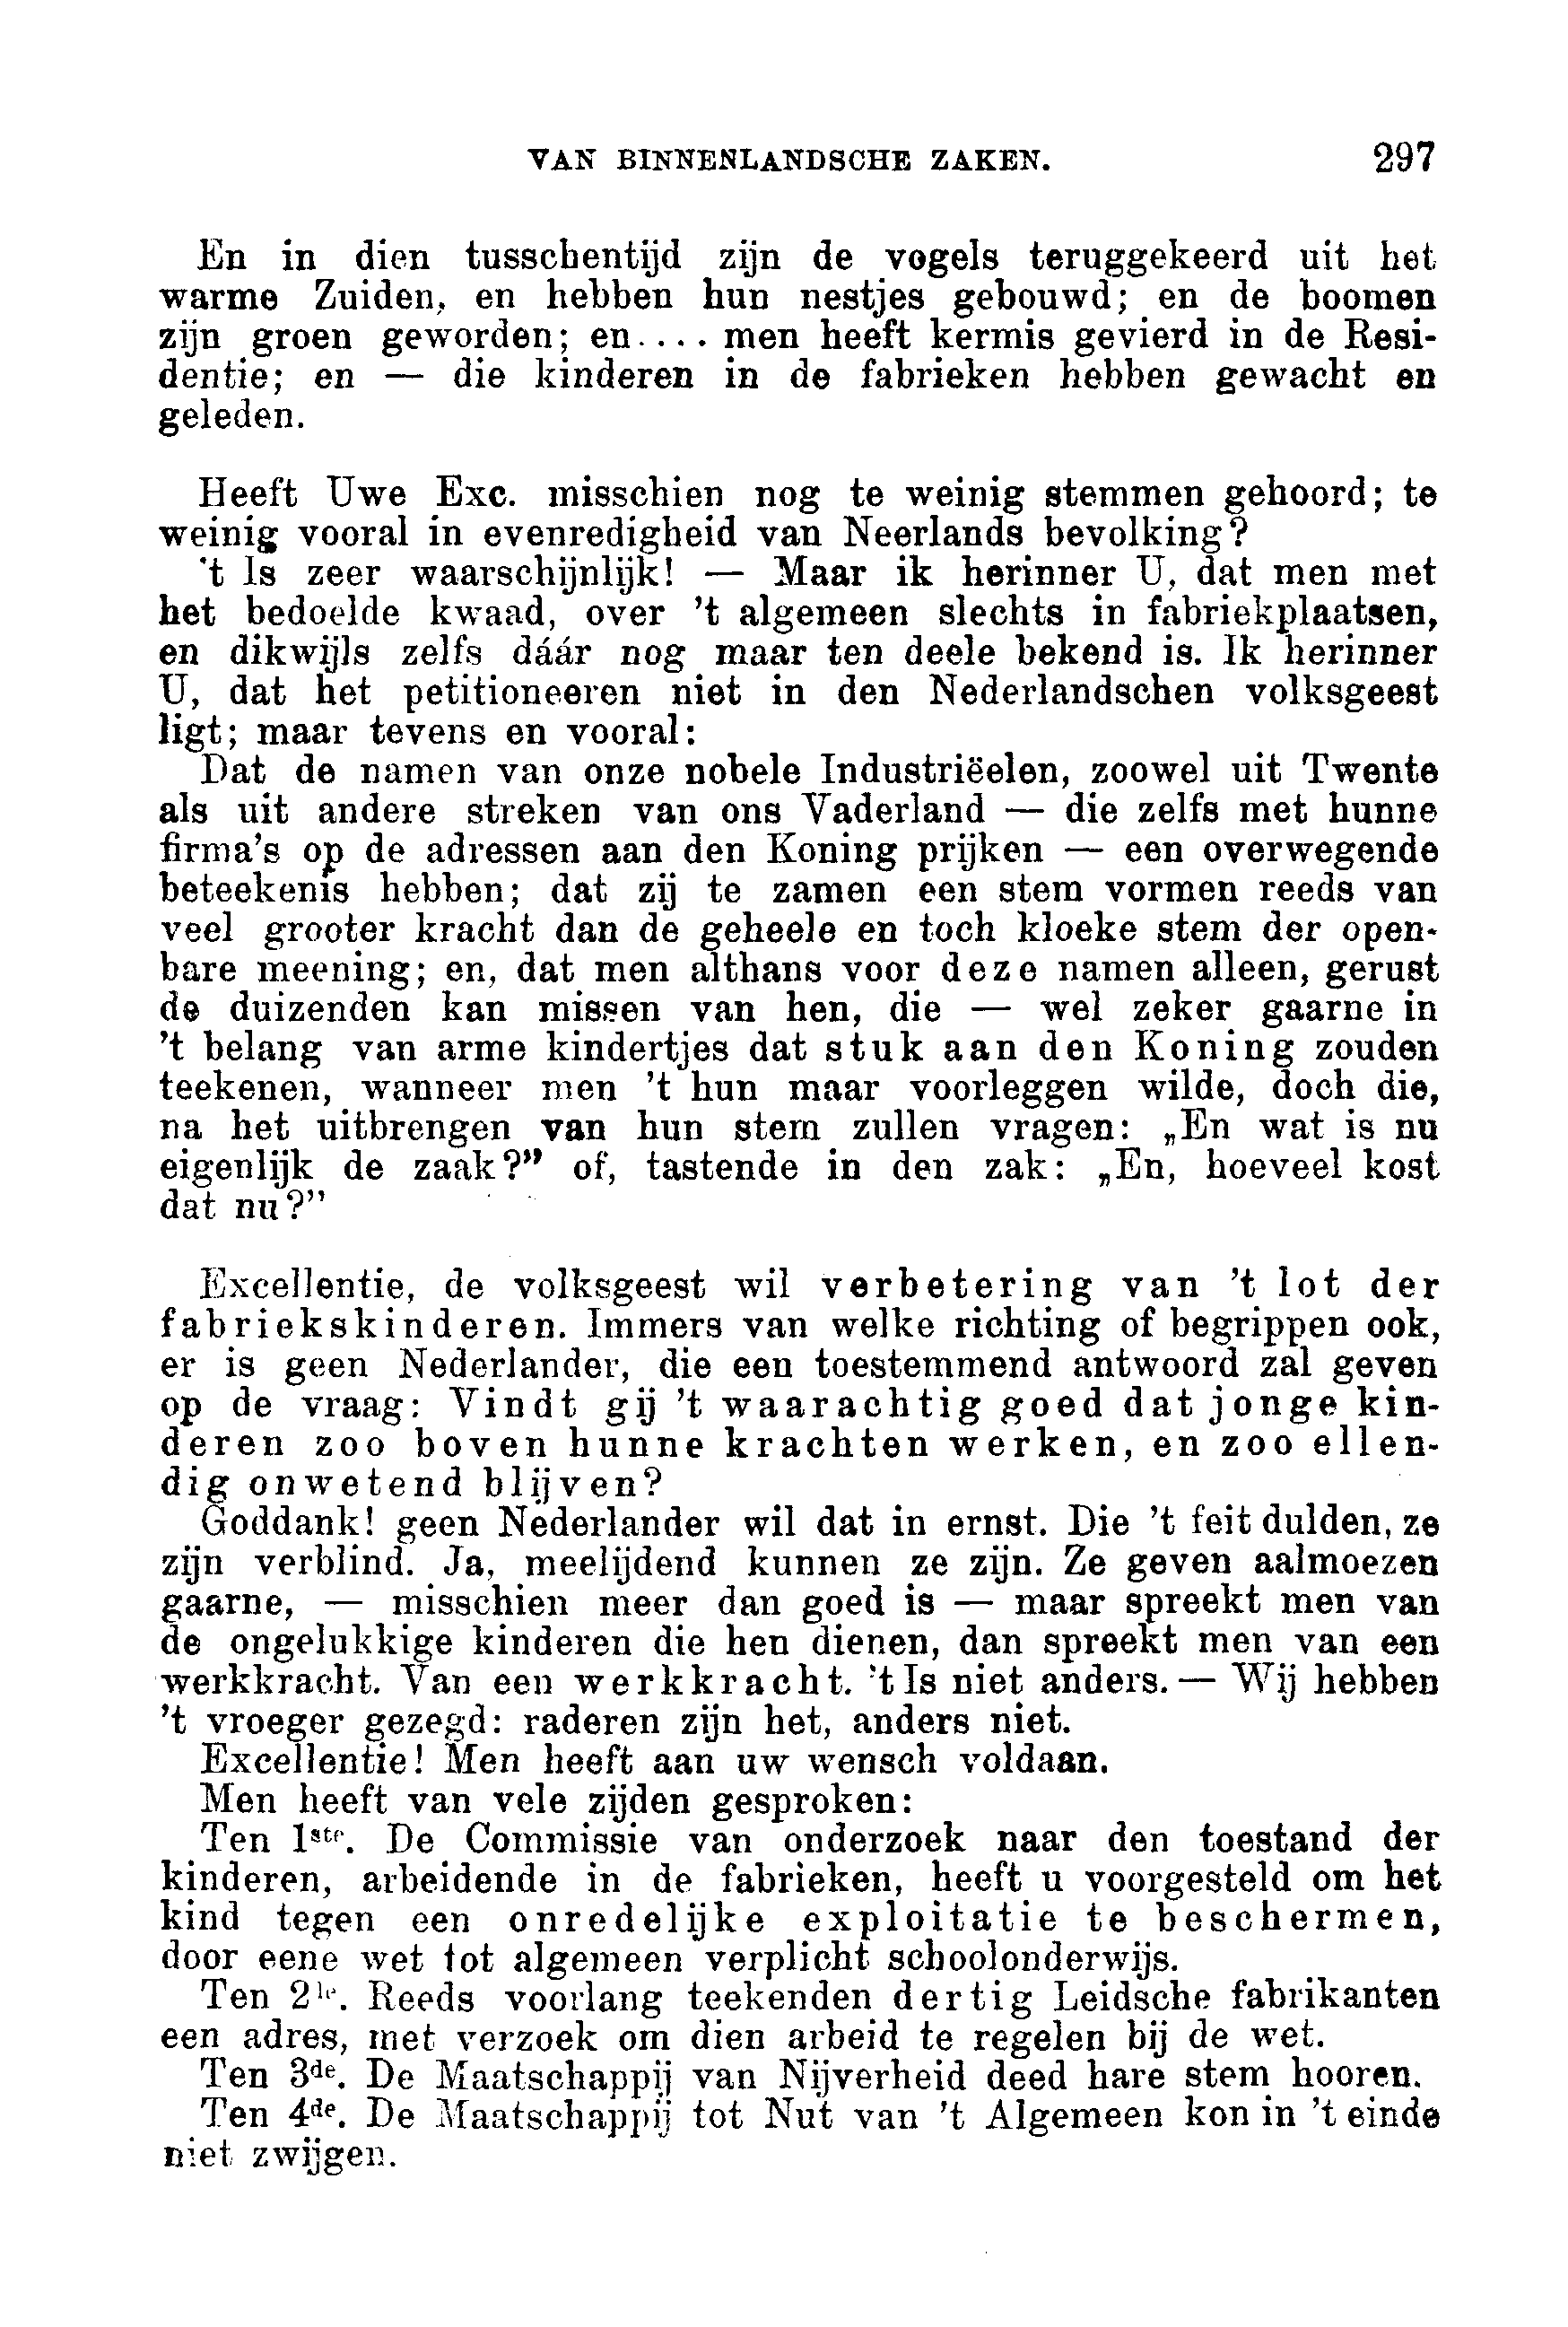 VAN BINNENLANDSCHE ZAKEN. 297
En in dien tusschentijd zijn de vogels teruggekeerd uit het
warme Zuiden, en hebben hun nestjes gebouwd; en de boomen
zijn groen geworden; en.... men heeft kermis gevierd in de Resi-
dentie; en — die kinderen in de fabrieken hebben gewacht en
geleden.
Heeft Uwe Exc. misschien nog te weinig stemmen gehoord; te
weinig vooral in evenredigheid van Neerlands bevolking?
't Is zeer waarschijnlijk! — Maar ik herinner U, dat men met
het bedoelde kwaad, over 't algemeen slechts in fabriekplaatsen,
en dikwijls zelfs dáár nog maar ten deele bekend is. Ik herinner
U, dat het petitioneeren niet in den Nederlandschen volksgeest
ligt; maar tevens en vooral:
Dat de namen van onze nobele Industriëelen, zoowel uit Twente
als uit andere streken van ons Vaderland — die zelfs met hunne
firma's op de adressen aan den Koning prijken — een overwegende
beteekenis hebben; dat zij te zamen een stem vormen reeds van
veel grooter kracht dan de geheele en toch kloeke stem der open-
bare meening; en, dat men althans voor deze namen alleen, gerust
de duizenden kan missen van hen, die — wel zeker gaarne in
't belang van arme kindertjes dat stuk aan den Koning zouden
teekenen, wanneer men 't hun maar voorleggen wilde, doch die,
na het uitbrengen van hun stem zullen vragen: „En wat is nu
eigenlijk de zaak?” of, tastende in den zak: „En, hoeveel kost
dat nu?”
Excellentie, de volksgeest wil verbetering van 't lot der
fabriekskinderen. Immers van welke richting of begrippen ook,
er is geen Nederlander, die een toestemmend antwoord zal geven
op de vraag: Vindt gij 't waarachtig goed dat jonge kin-
deren zoo boven hunne krachten werken, en zoo ellen-
dig onwetend blijven?
Goddank! geen Nederlander wil dat in ernst. Die 't feit dulden, ze
zijn verblind. Ja, meelijdend kunnen ze zijn. Ze geven aalmoezen
gaarne, — misschien meer dan goed is — maar spreekt men van
de ongelukkige kinderen die hen dienen, dan spreekt men van een
werkkracht. Van een werkkracht. 't Is niet anders. — Wij hebben
't vroeger gezegd: raderen zijn het, anders niet.
Excellentie! Men heeft aan uw wensch voldaan.
Men heeft van vele zijden gesproken:
Ten 1ste. De Commissie van onderzoek naar den toestand der
kinderen, arbeidende in de fabrieken, heeft u voorgesteld om het
kind tegen een onredelijke exploitatie te beschermen,
door eene wet tot algemeen verplicht schoolonderwijs.
Ten 2de. Reeds voorlang teekenden dertig Leidsche fabrikanten
een adres, met verzoek om dien arbeid te regelen bij de wet.
Ten 3de. De Maatschappij van Nijverheid deed hare stem hooren.
Ten 4de. De Maatschappij tot Nut van 't Algemeen kon in 't einde
niet zwijgen.